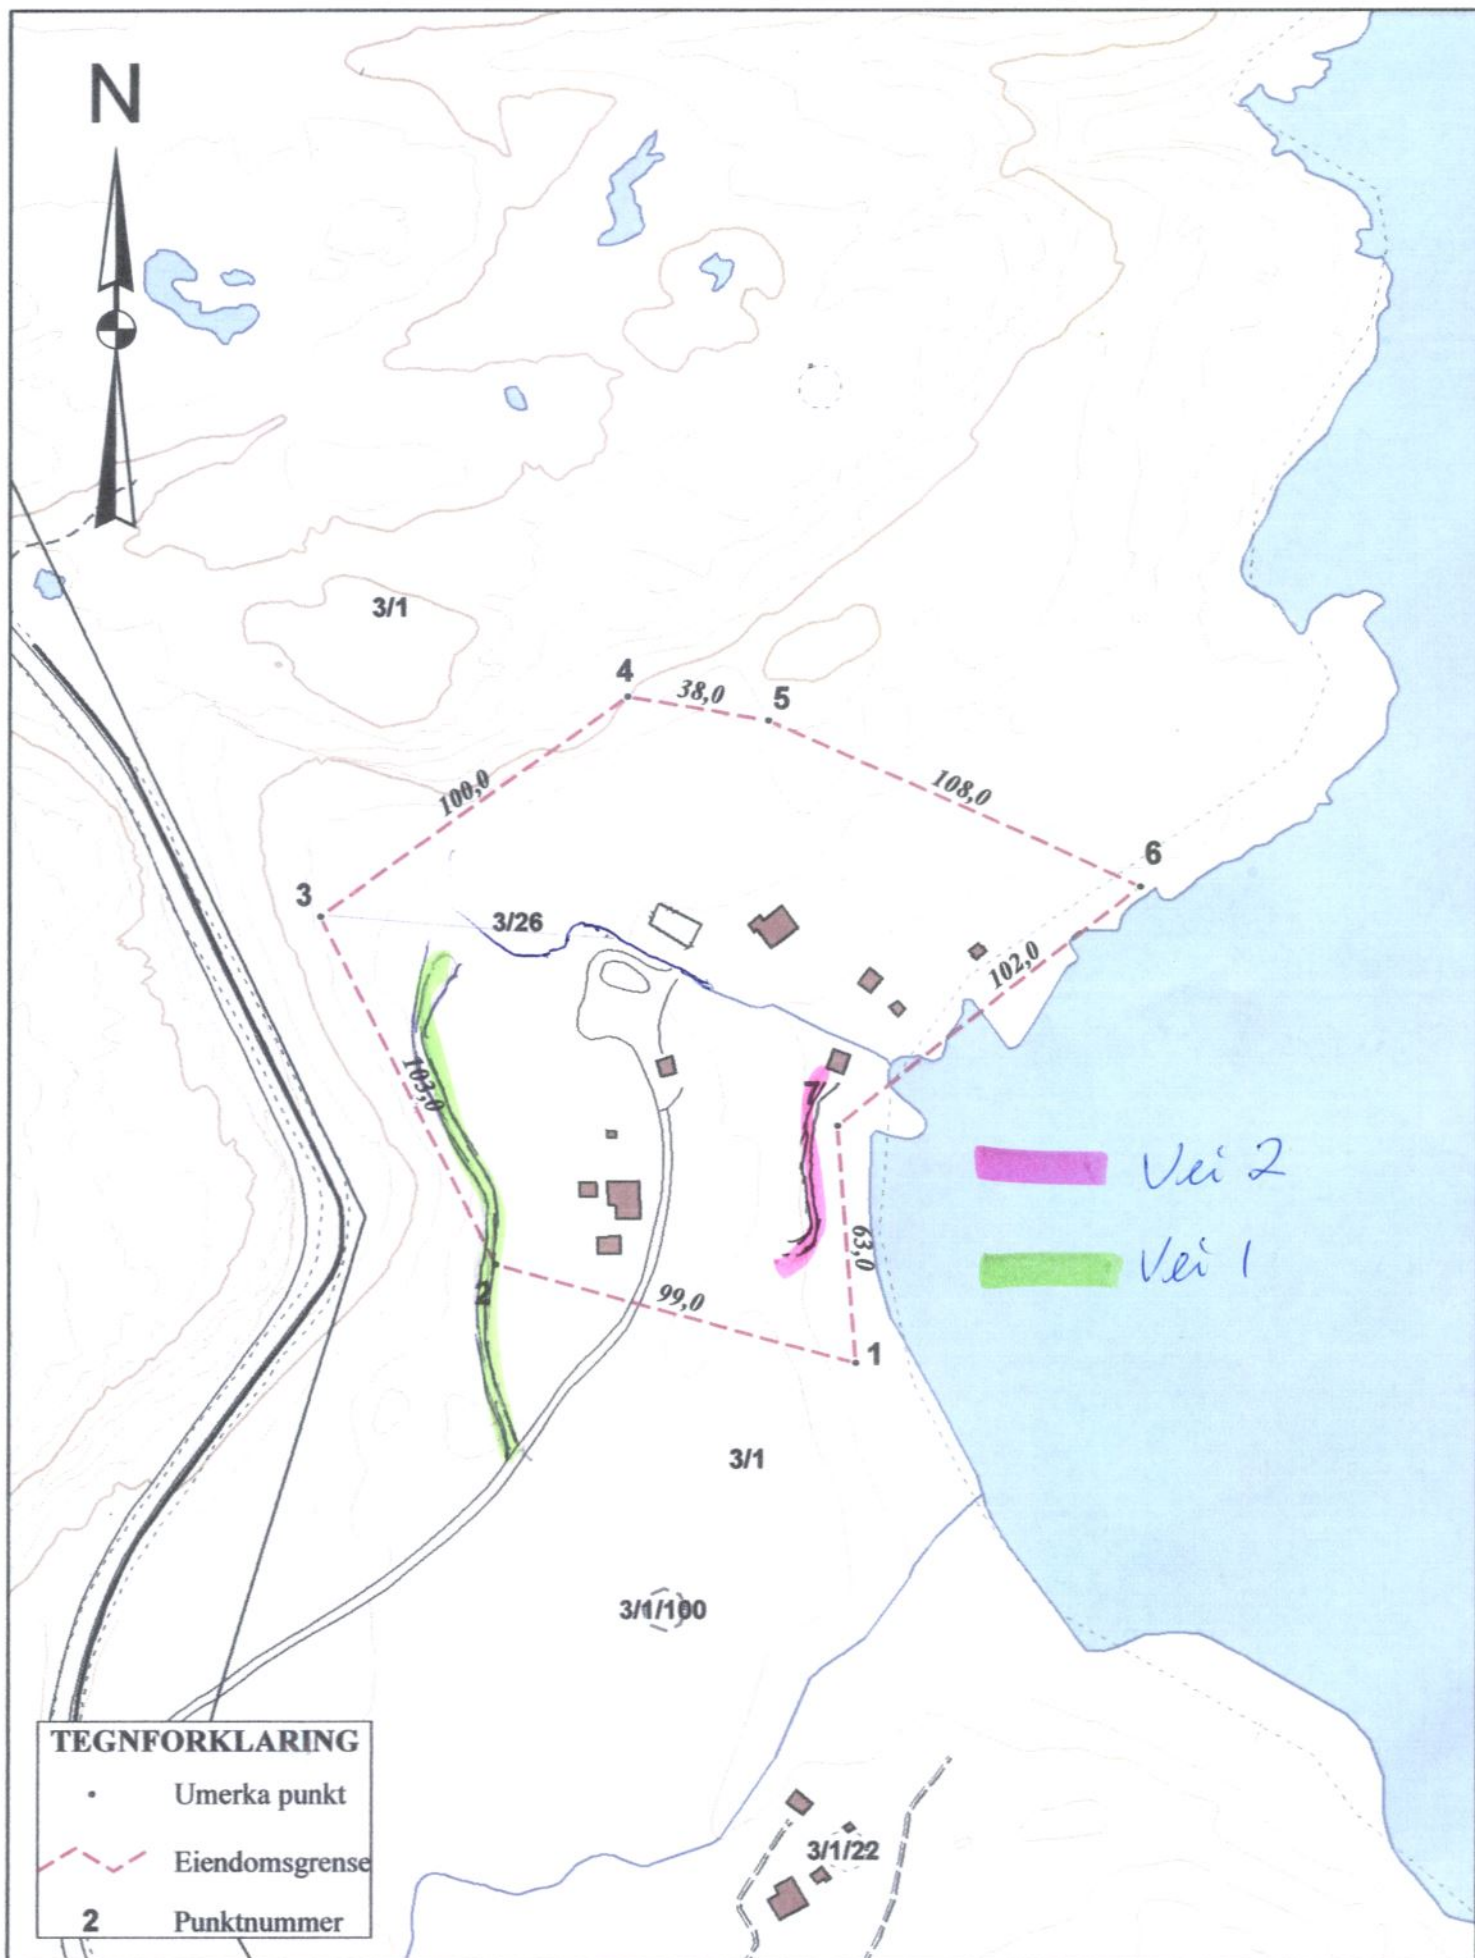 N
3/1
4
38,0
5
100,0
108,0
6
3
3/26
102,0
103,0
7
Vei 2
63,0
Vei 1
2
99,0
1
3/1
3/1/100
TEGNFORKLARING
Umerka punkt
Eiendomsgrense
2 Punktnummer
3/1/22